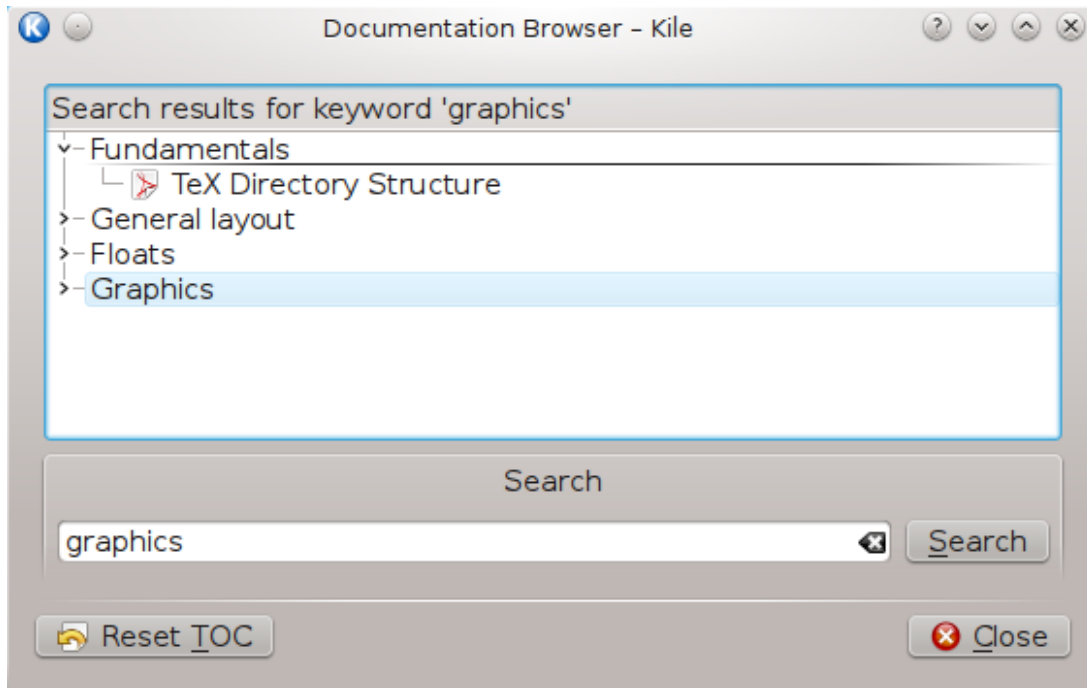 Documentation Browser – Kile
Search results for keyword 'graphics'
Fundamentals
TeX Directory Structure
General layout
Floats
Graphics
Search
graphics
Search
Reset TOC
Close